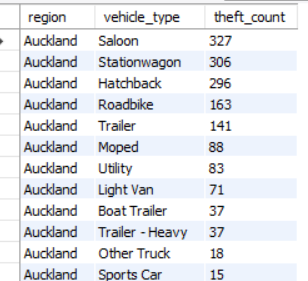 region vehicle_type theft_count
Auckland Saloon 327
Auckland Stationwagon 306
Auckland Hatchback 296
Auckland Roadbike 163
Auckland Trailer 141
Auckland Moped 88
Auckland Utility 83
Auckland Light Van 71
Auckland Boat Trailer 37
Auckland Trailer - Heavy 37
Auckland Other Truck 18
Auckland Sports Car 15